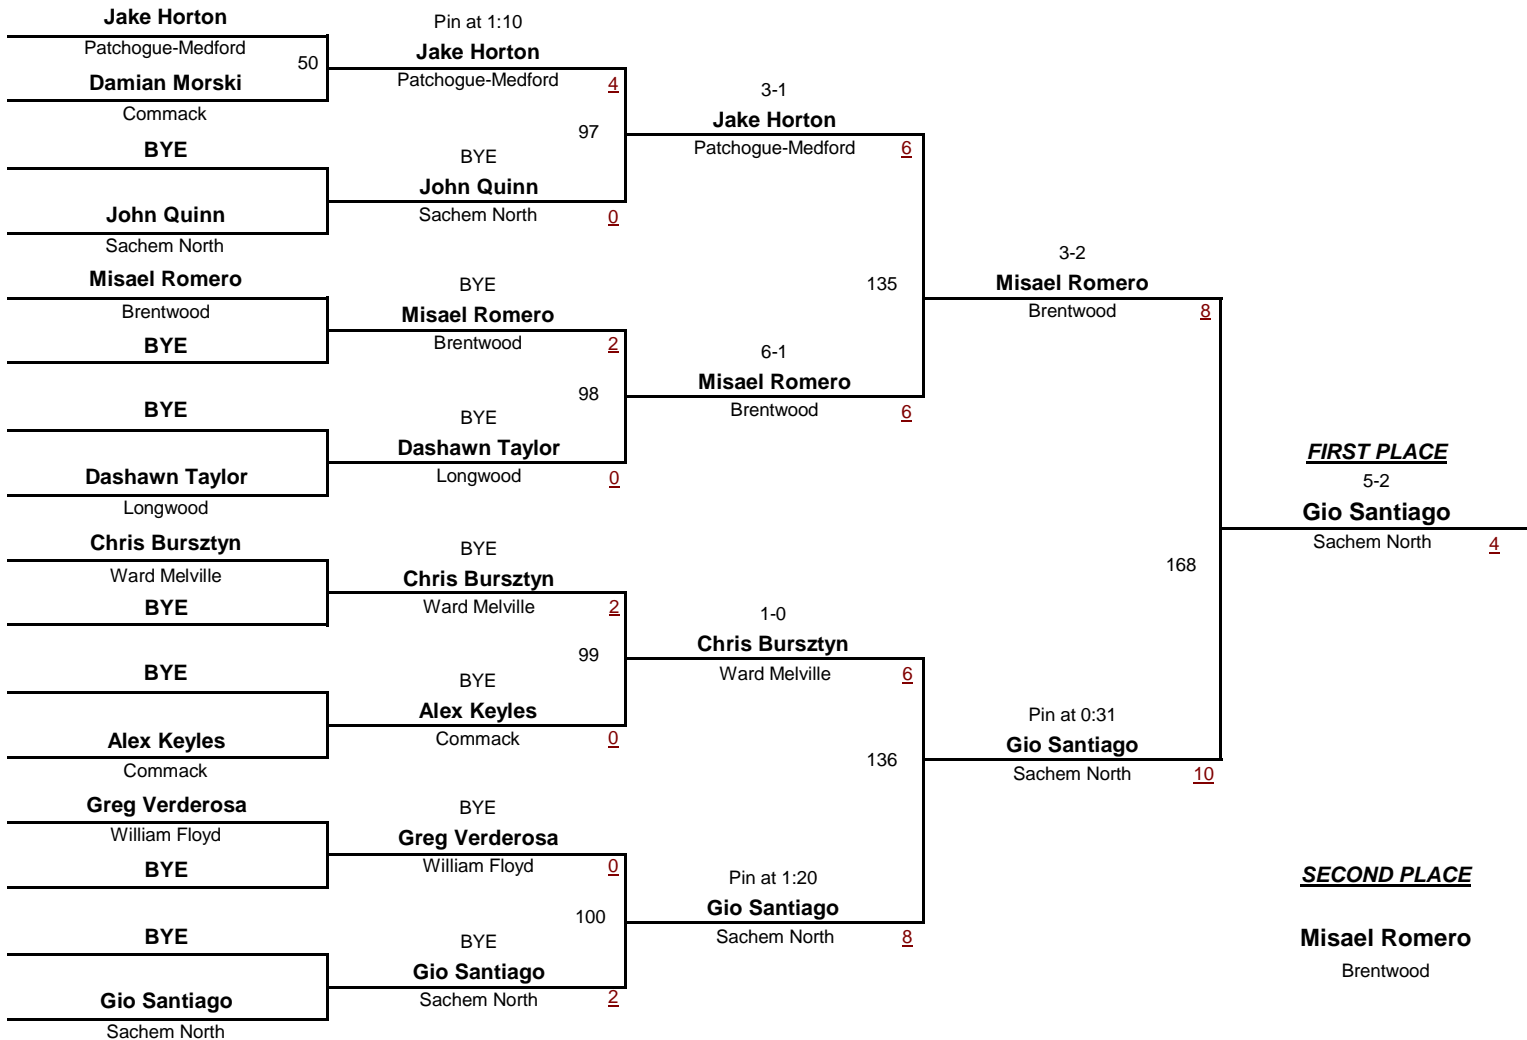 Jake Horton
Patchogue-Medford
50
Damian Morski
Commack
BYE
John Quinn
Sachem North
Misael Romero
Brentwood
BYE
BYE
Dashawn Taylor
Longwood
Chris Bursztyn
Ward Melville
BYE
BYE
Alex Keyles
Commack
Greg Verderosa
William Floyd
BYE
BYE
Gio Santiago
Sachem North
Pin at 1:10
Jake Horton
Patchogue-Medford 4
97
BYE
John Quinn
Sachem North 0
BYE
Misael Romero
Brentwood 2
98
BYE
Dashawn Taylor
Longwood 0
BYE
Chris Bursztyn
Ward Melville 2
99
BYE
Alex Keyles
Commack 0
BYE
Greg Verderosa
William Floyd 0
100
BYE
Gio Santiago
Sachem North 2
3-1
Jake Horton
Patchogue-Medford 6
135
6-1
Misael Romero
Brentwood 6
1-0
Chris Bursztyn
Ward Melville 6
136
Pin at 1:20
Gio Santiago
Sachem North 8
3-2
Misael Romero
Brentwood 8
168
Pin at 0:31
Gio Santiago
Sachem North 10
FIRST PLACE
5-2
Gio Santiago
Sachem North 4
SECOND PLACE
Misael Romero
Brentwood